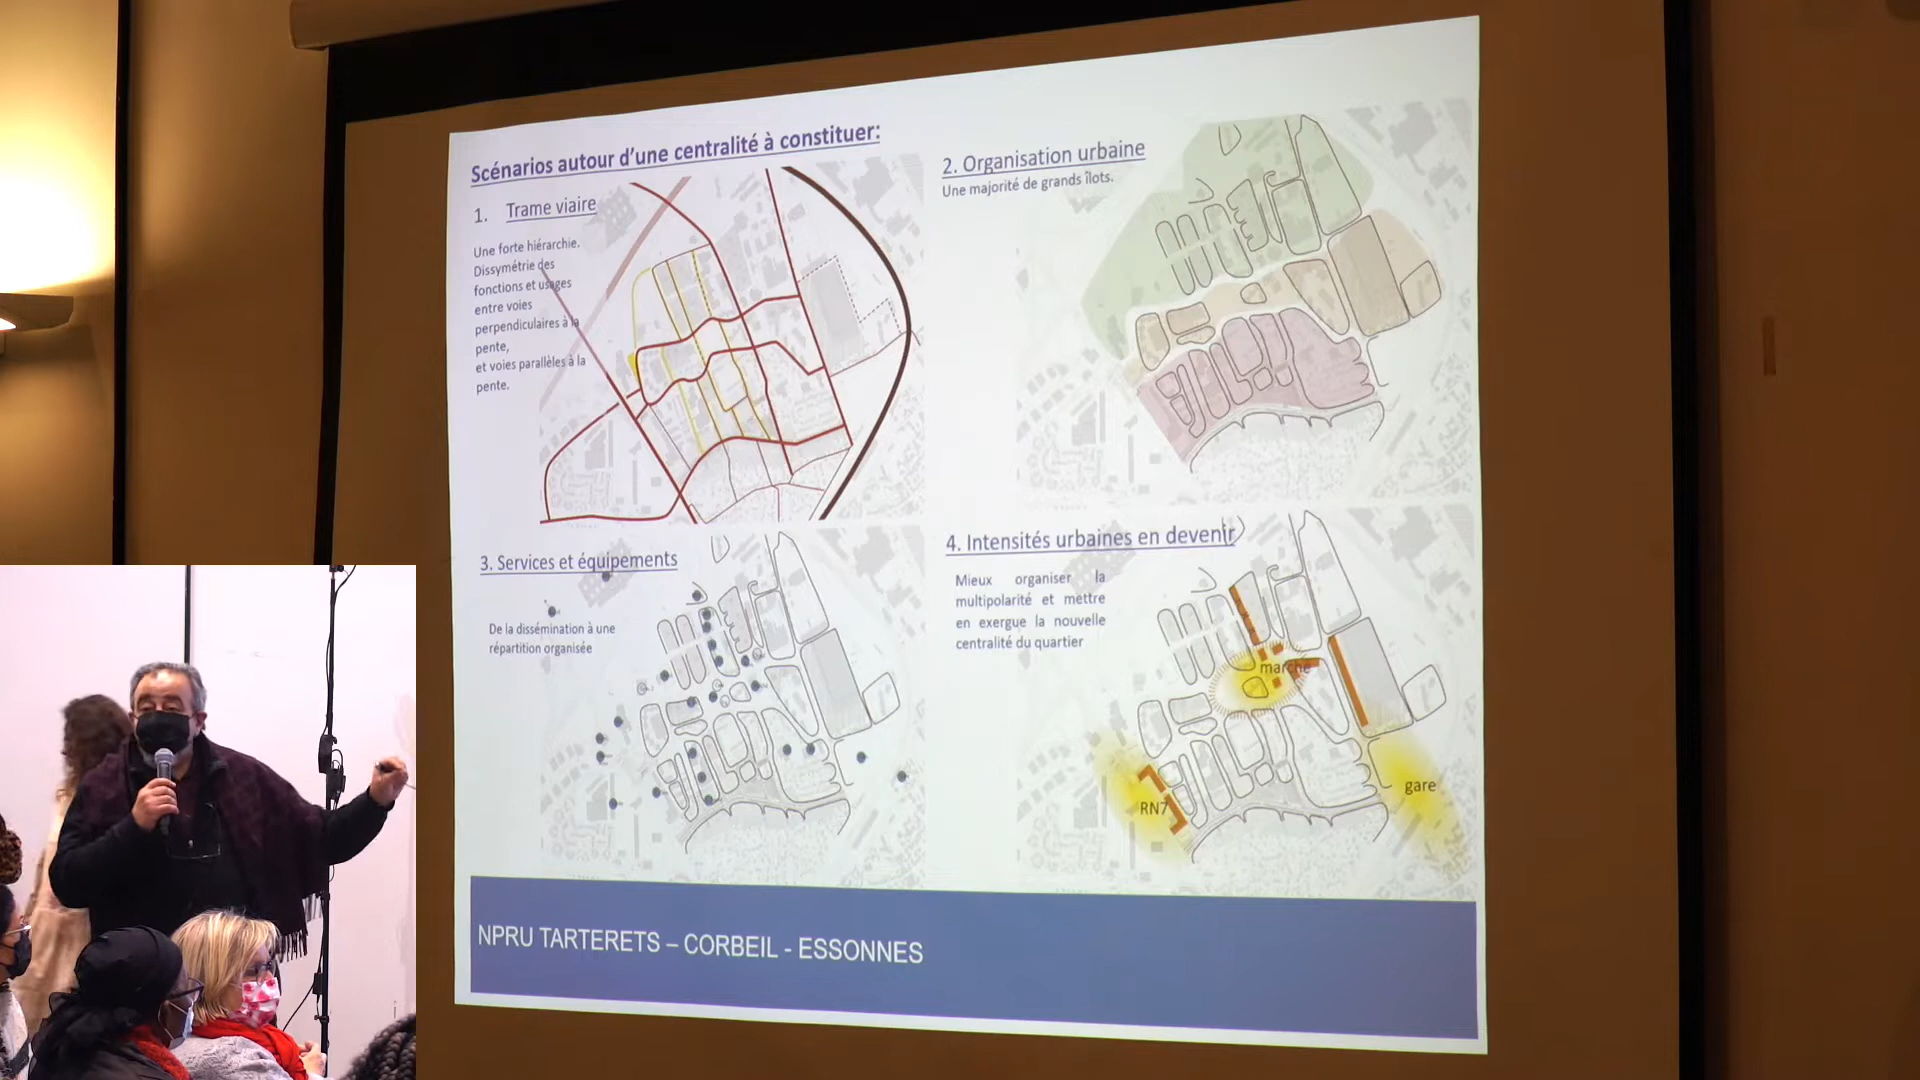 Scénarios autour d'une centralité à constituer:
1. Trame viaire
Une forte hiérarchie.
Dissymétrie des
fonctions et usages
entre voies
perpendiculaires à la
pente,
et voies parallèles à la
pente.
2. Organisation urbaine
Une majorité de grands îlots.
3. Services et équipements
De la dissémination à une
répartition organisée
4. Intensités urbaines en devenir
Mieux organiser la
multipolarité et mettre
en exergue la nouvelle
centralité du quartier
marché
gare
RN7
NPRU TARTERETS – CORBEIL - ESSONNES